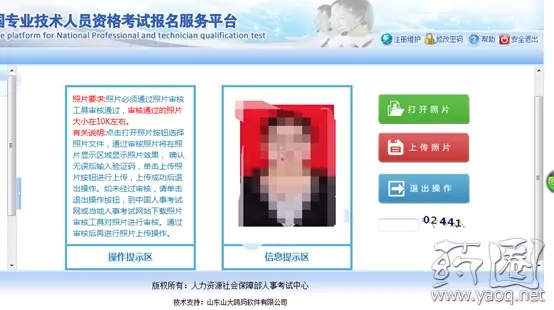 国专业技术人员资格考试报名服务平台
e platform for National Professional and technician qualification test
注册维护 修改密码 帮助 安全退出
照片要求:照片必须通过照片审核
工具审核通过，审核通过的照片
大小在10K左右。
有关说明:点击打开照片按钮选择
照片文件，通过审核照片将在照
片显示区域显示照片效果，确认
无误后输入验证码，单击上传照
片按钮进行上传，上传成功后退
出操作。如未经过审核，请单击
退出操作按钮，到中国人事考试
网或当地人事考试网站下载照片
审核工具对照片进行审核。通过
审核后再进行照片上传操作。
操作提示区
信息提示区
打开照片
上传照片
退出操作
02441
版权所有：人力资源社会保障部人事考试中心
技术支持：山东山大鸥玛软件有限公司
药圈
www.yaoq.net